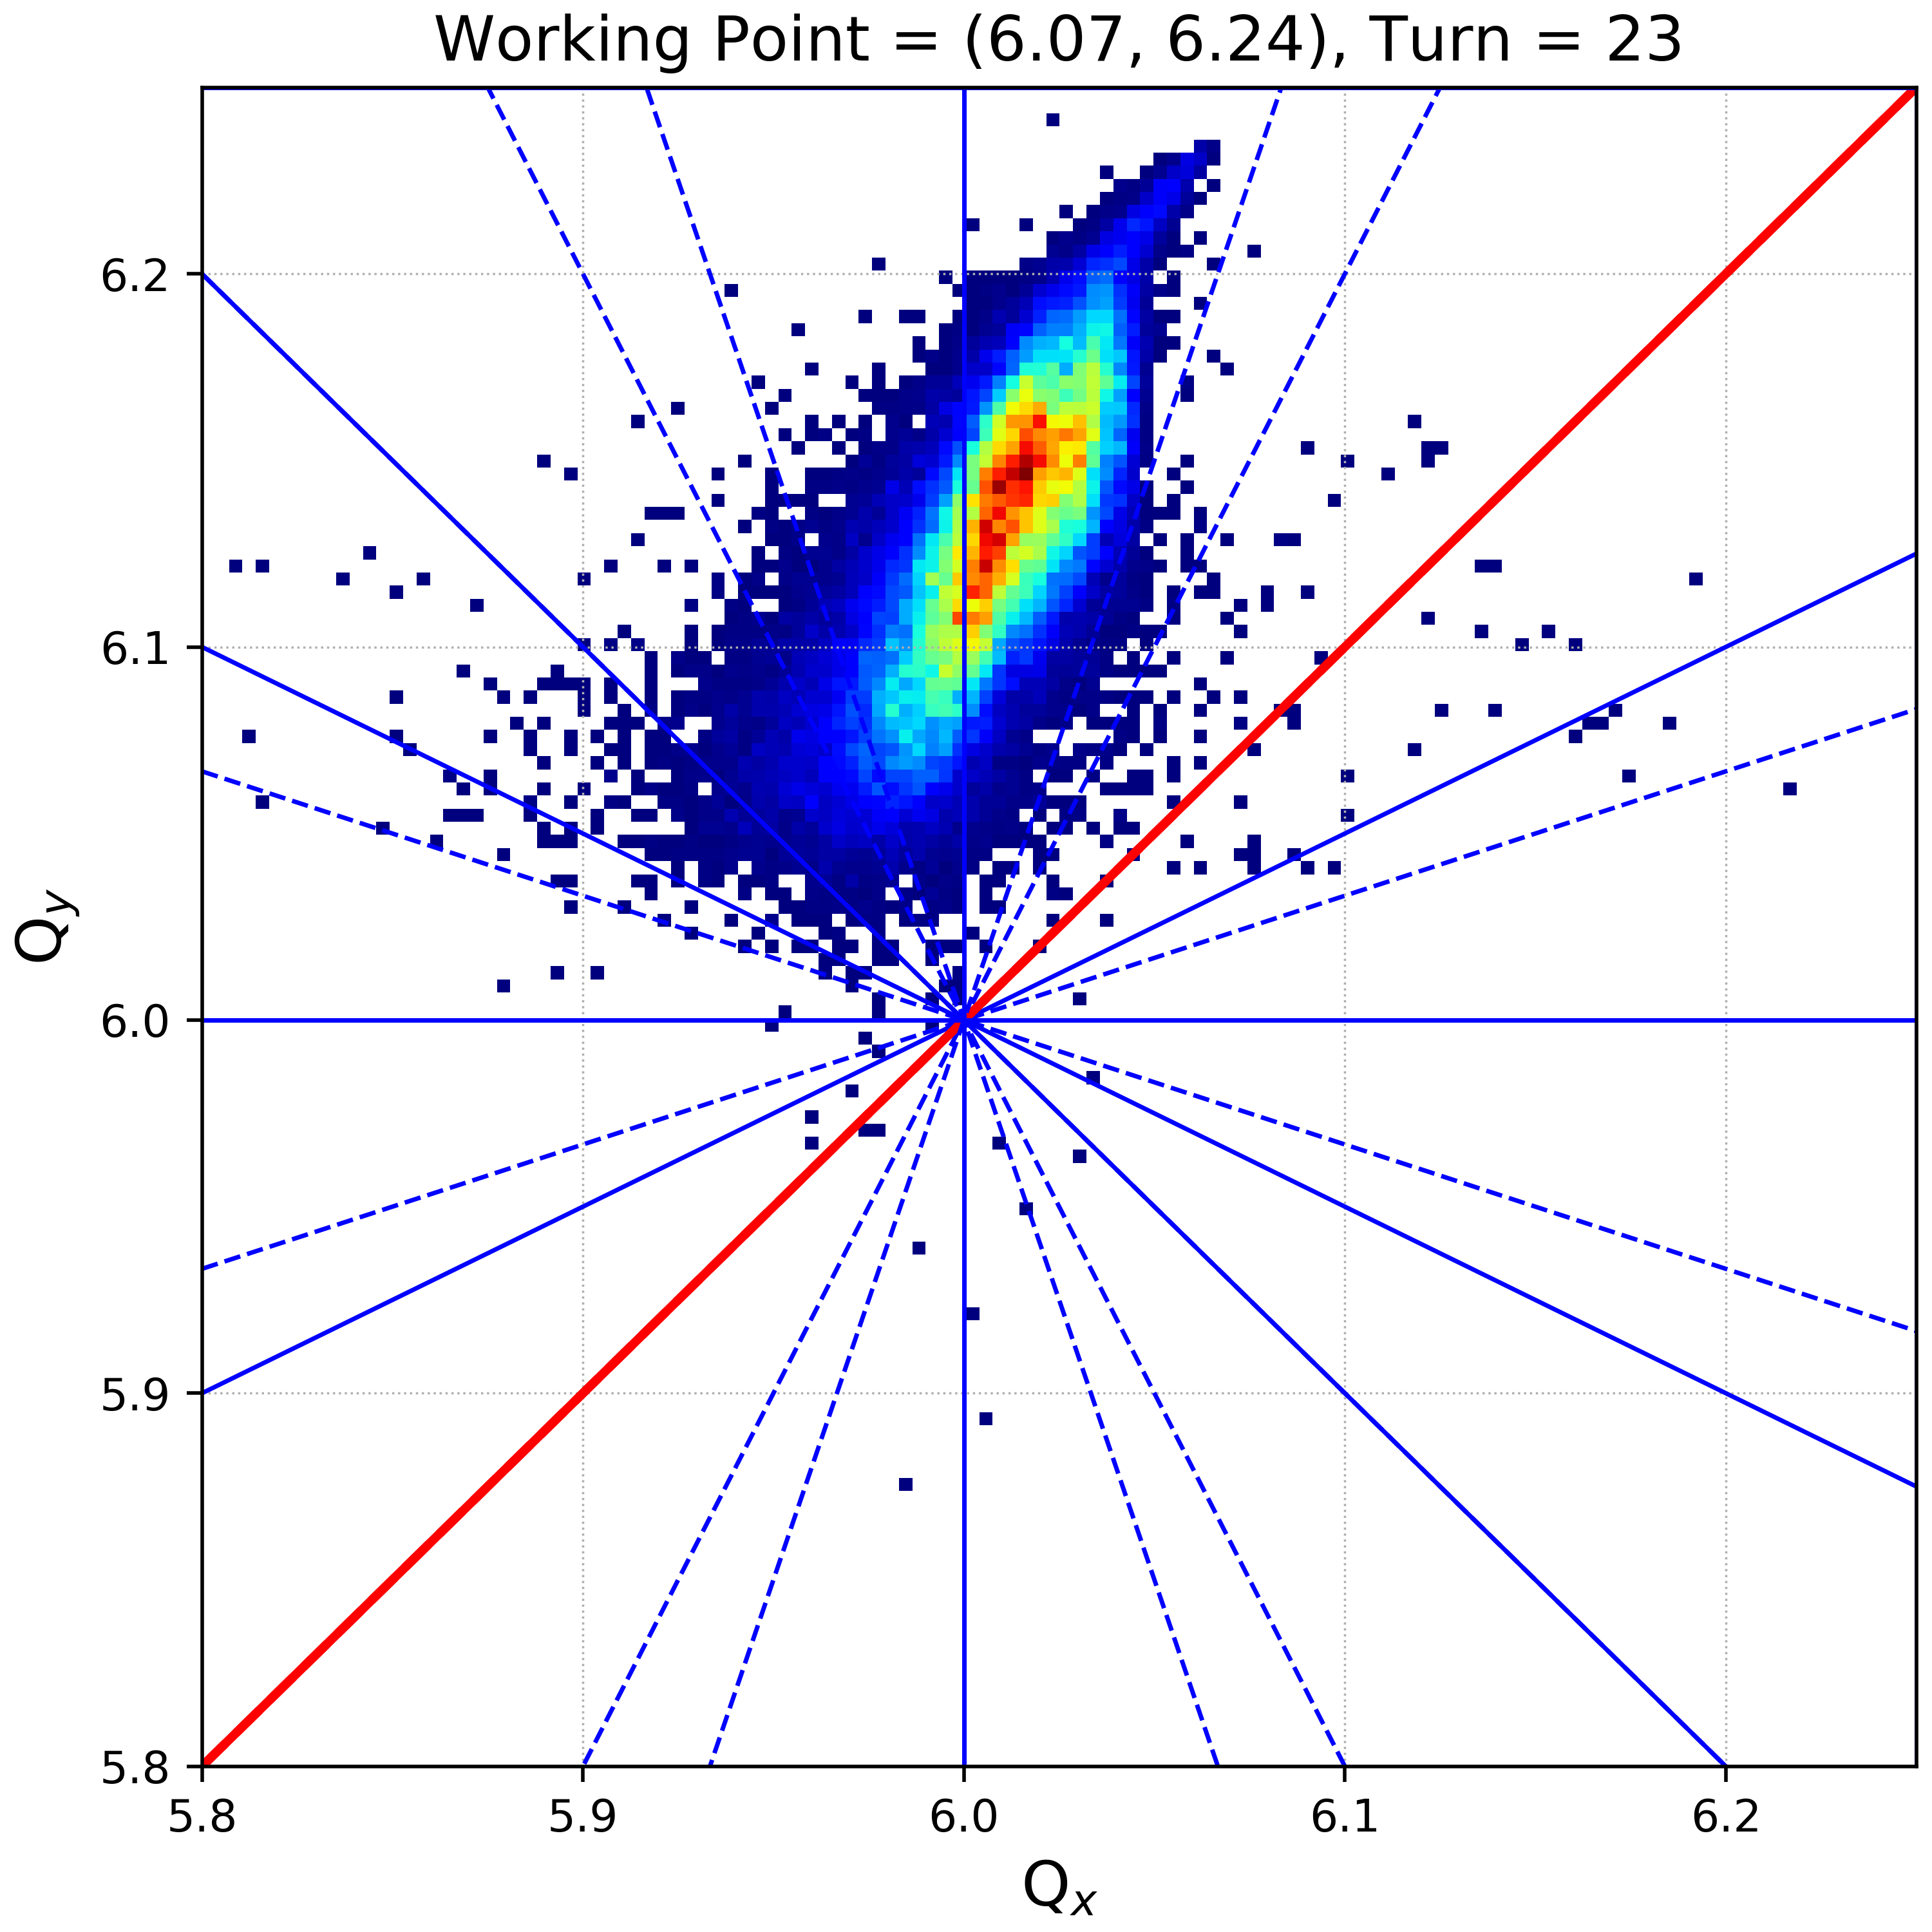 Working Point = (6.07, 6.24), Turn = 23
6.2
6.1
6.0
5.9
5.8
Qy
5.8 5.9 6.0 6.1 6.2
Qx